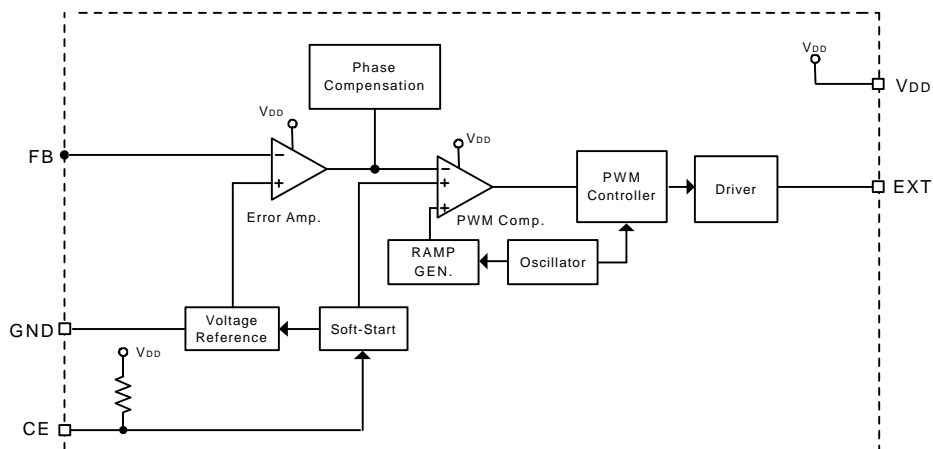 Phase
Compensation
VDD
VDD
VDD
VDD
FB
−
+
Error Amp.
−
+
+
PWM Comp.
PWM
Controller
Driver
EXT
RAMP
GEN.
Oscillator
GND
Voltage
Reference
Soft-Start
VDD
CE